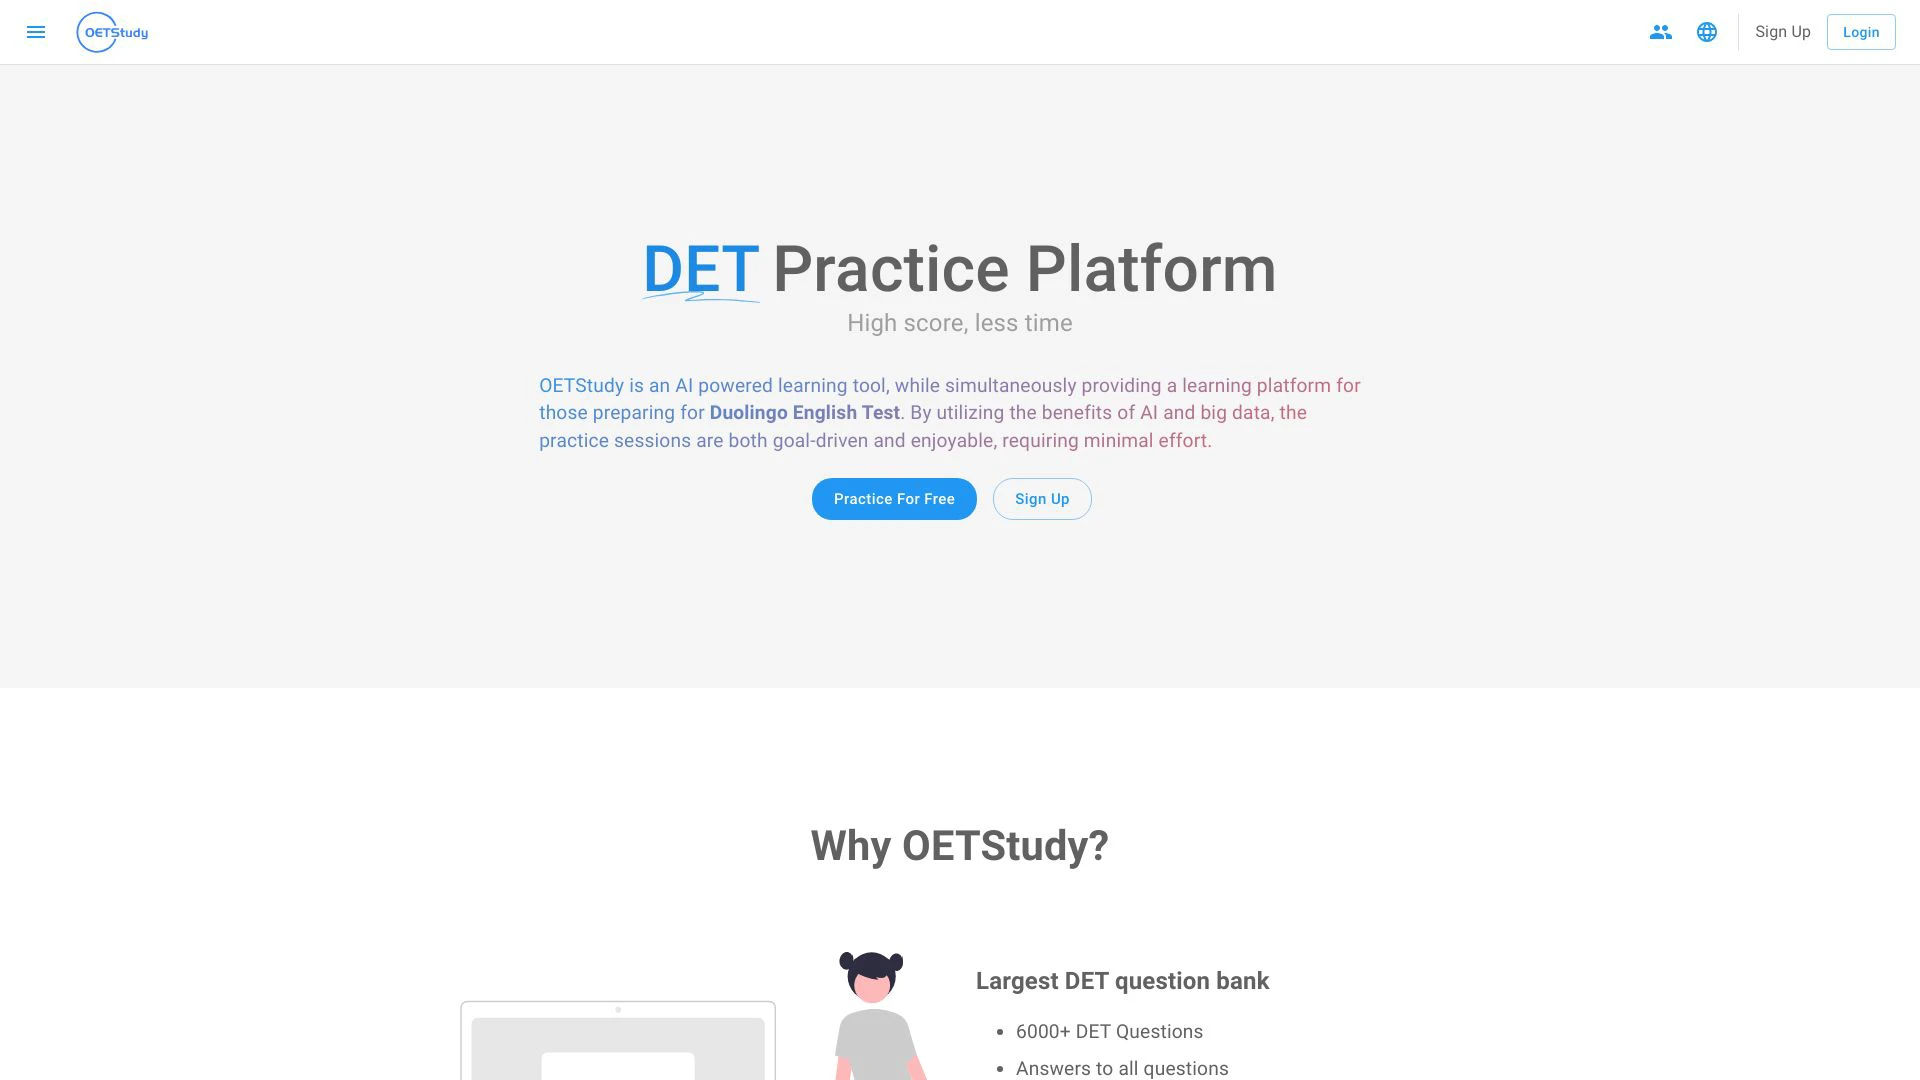 OETStudy
Sign Up
Login
DET Practice Platform
High score, less time
OETStudy is an AI powered learning tool, while simultaneously providing a learning platform for
those preparing for Duolingo English Test. By utilizing the benefits of AI and big data, the
practice sessions are both goal-driven and enjoyable, requiring minimal effort.
Practice For Free
Sign Up
Why OETStudy?
Largest DET question bank
• 6000+ DET Questions
• Answers to all questions